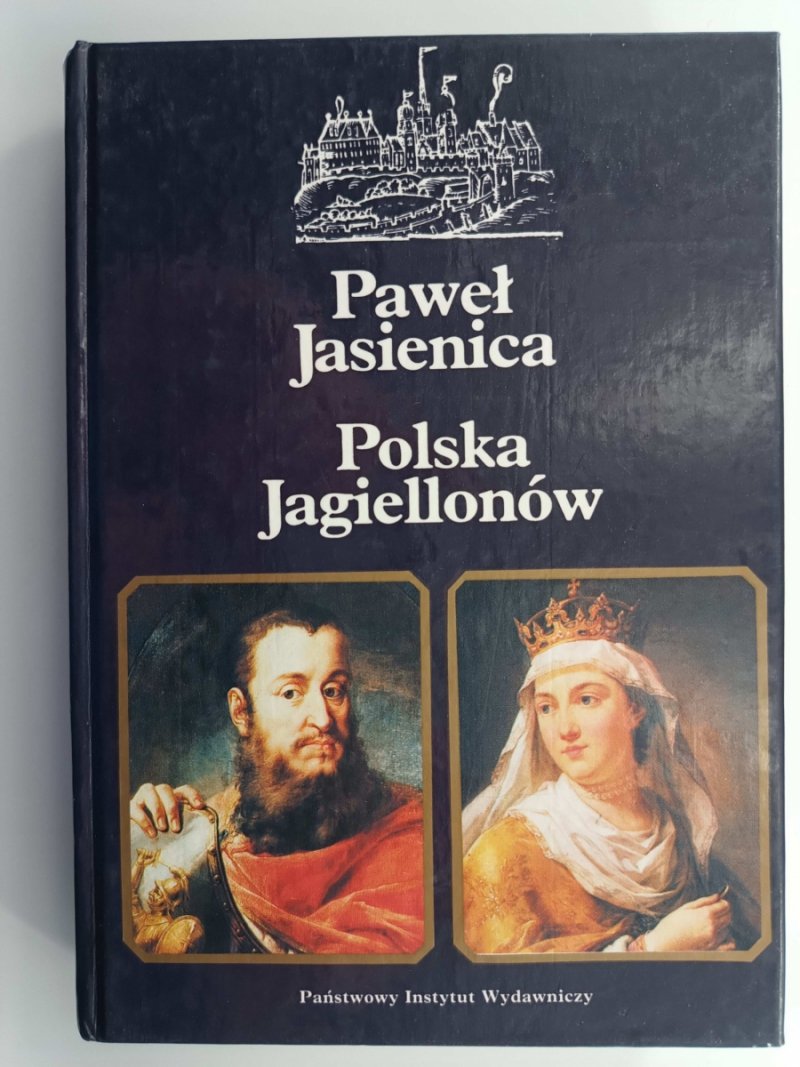 Paweł
Jasienica
Polska
Jagiellonów
Państwowy Instytut Wydawniczy